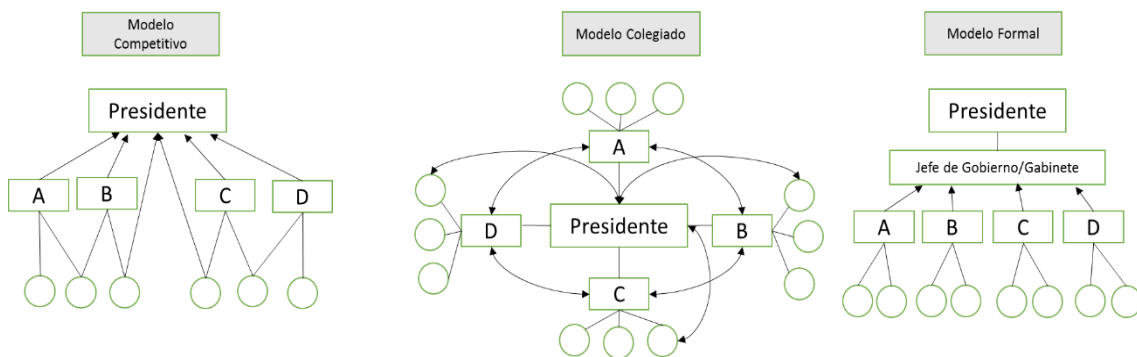 Modelo
Competitivo
Presidente
A
B
C
D
Modelo Colegiado
A
D
Presidente
B
C
Modelo Formal
Presidente
Jefe de Gobierno/Gabinete
A
B
C
D